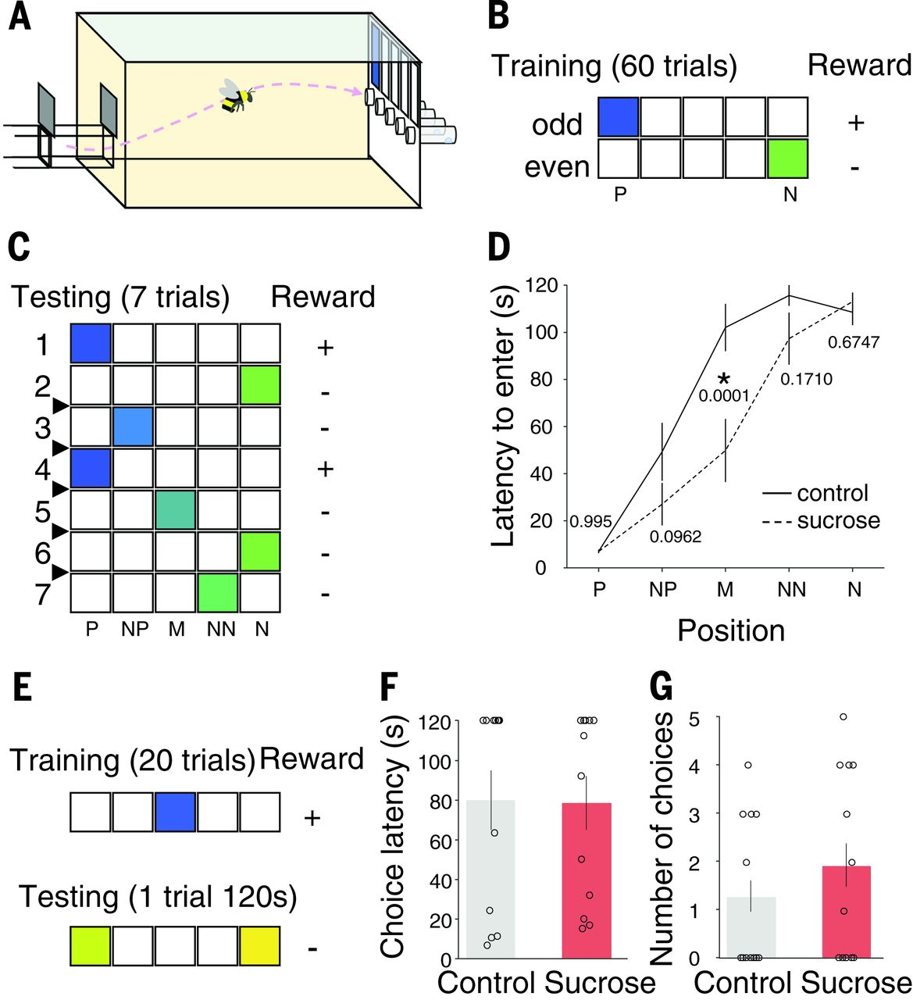 A
B
Training (60 trials) Reward
odd +
even -
P N
C
Testing (7 trials) Reward
1 +
2 -
3 -
4 +
5 -
6 -
7 -
P NP M NN N
D
Latency to enter (s)
120
100
80
60
40
20
0
0.995
0.0962
*
0.0001
0.1710
0.6747
control
sucrose
P NP M NN N
Position
E
Training (20 trials) Reward
+
Testing (1 trial 120s)
-
F
Choice latency (s)
120
100
80
60
40
20
0
Control Sucrose
G
Number of choices
5
4
3
2
1
0
Control Sucrose